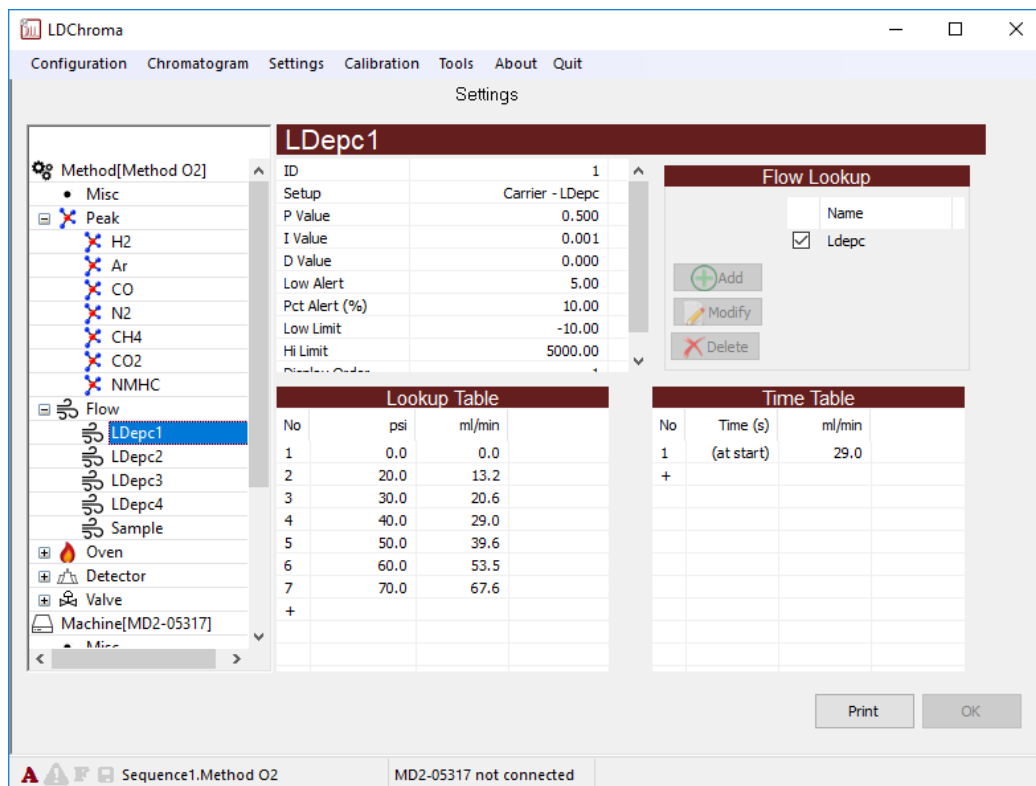 LDChroma
Configuration Chromatogram Settings Calibration Tools About Quit
Settings
Method[Method O2]
Misc
Peak
H2
Ar
CO
N2
CH4
CO2
NMHC
Flow
LDepc1
LDepc2
LDepc3
LDepc4
Sample
Oven
Detector
Valve
Machine[MD2-05317]
Misc
LDepc1
ID 1
Setup Carrier - LDepc
P Value 0.500
I Value 0.001
D Value 0.000
Low Alert 5.00
Pct Alert (%) 10.00
Low Limit -10.00
Hi Limit 5000.00
Display Order 1
Flow Lookup
Name
Ldepc
Add
Modify
Delete
Lookup Table
No psi ml/min
1 0.0 0.0
2 20.0 13.2
3 30.0 20.6
4 40.0 29.0
5 50.0 39.6
6 60.0 53.5
7 70.0 67.6
+
Time Table
No Time (s) ml/min
1 (at start) 29.0
+
Print OK
A F Sequence1.Method O2 MD2-05317 not connected